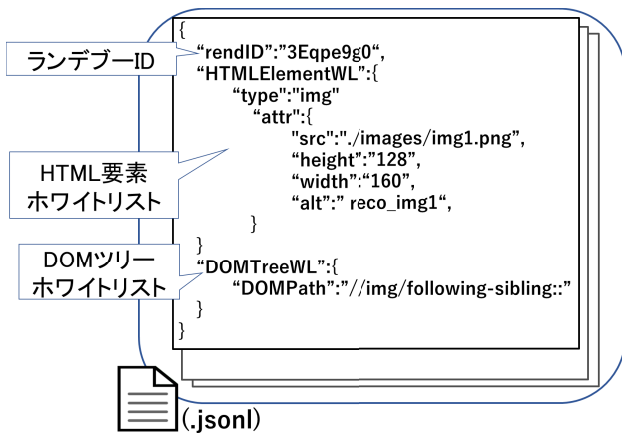 {
“rendID”:”3Eqpe9g0“,
“HTMLElementWL”:{
“type":"img"
“attr”:{
"src":"./images/img1.png”,
“height”:”128”,
“width”:“160”,
“alt”:” reco_img1“,
}
}
“DOMTreeWL”:{
“DOMPath”:”//img/following-sibling::”
}
}
ランデブーID
HTML要素
ホワイトリスト
DOMツリー
ホワイトリスト
(.jsonl)